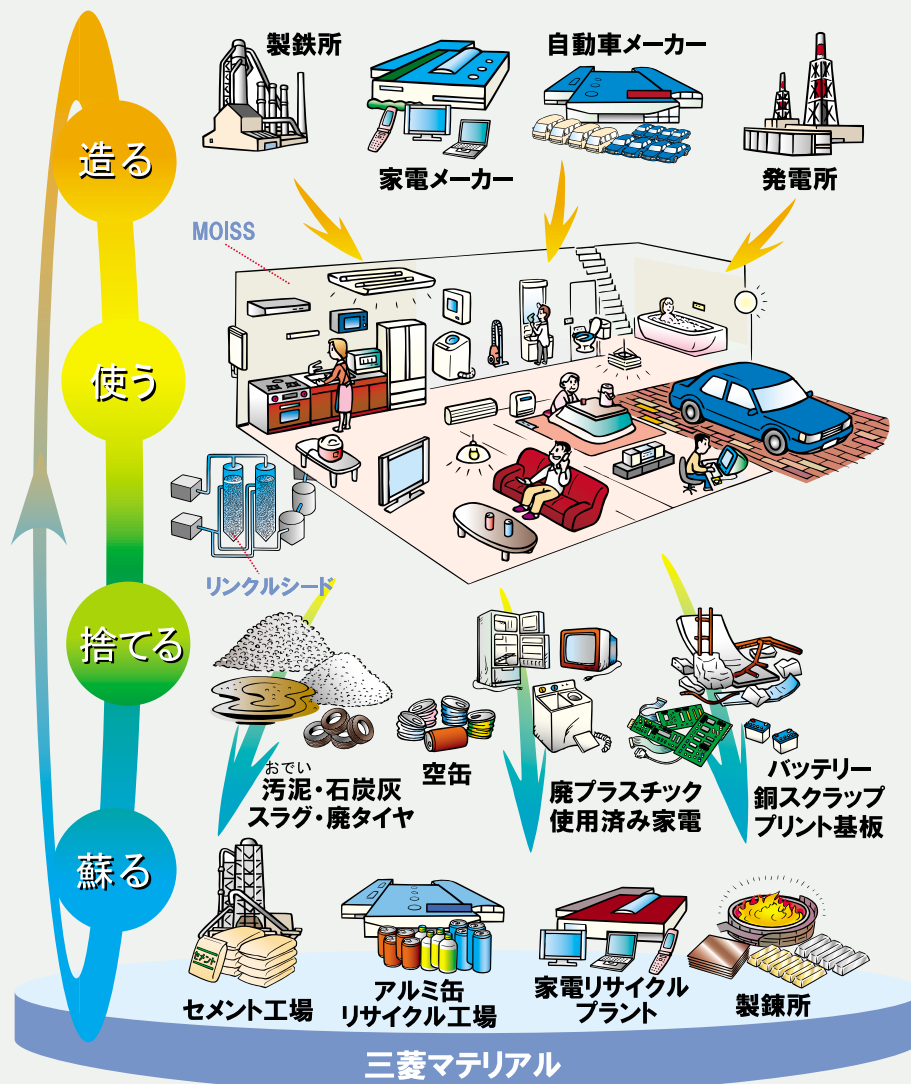 製鉄所
自動車メーカー
造る
家電メーカー
発電所
MOISS
使う
リンクルシード
捨てる
おでい
汚泥・石炭灰
スラグ・廃タイヤ
空缶
廃プラスチック
使用済み家電
バッテリー
銅スクラップ
プリント基板
蘇る
セメント
セメント工場
アルミ缶
リサイクル工場
家電リサイクル
プラント
製錬所
三菱マテリアル